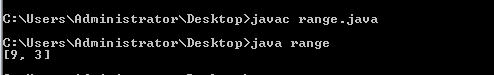 C:\Users\Administrator\Desktop>javac range.java
C:\Users\Administrator\Desktop>java range
[9, 3]